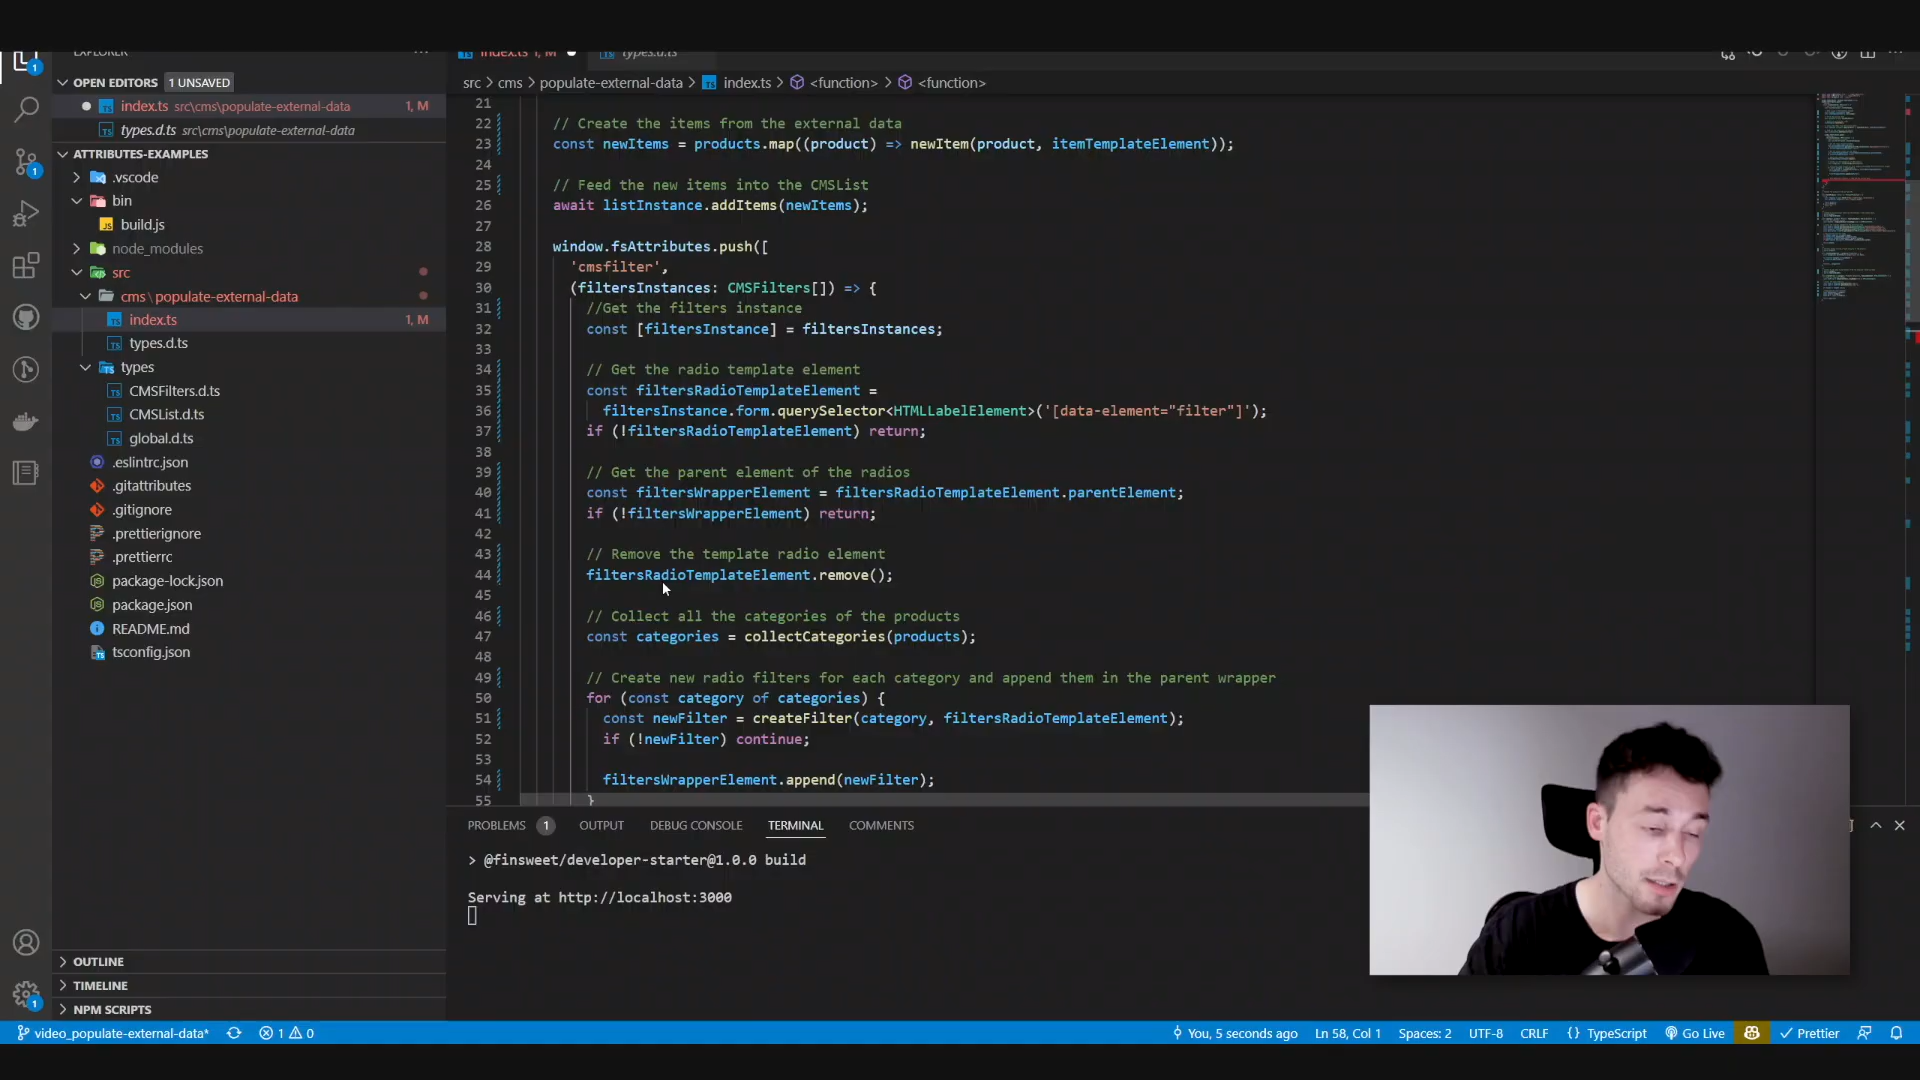 EXPLORER
index.ts 1, M
types.d.ts
OPEN EDITORS 1 UNSAVED
index.ts src\cms\populate-external-data 1, M
types.d.ts src\cms\populate-external-data
ATTRIBUTES-EXAMPLES
.vscode
bin
build.js
node_modules
src
cms\populate-external-data
index.ts 1, M
types.d.ts
types
CMSFilters.d.ts
CMSList.d.ts
global.d.ts
.eslintrc.json
.gitattributes
.gitignore
.prettierignore
.prettierrc
package-lock.json
package.json
README.md
tsconfig.json
OUTLINE
TIMELINE
NPM SCRIPTS
src > cms > populate-external-data > index.ts > <function> > <function>
21
22 // Create the items from the external data
23 const newItems = products.map((product) => newItem(product, itemTemplateElement));
24
25 // Feed the new items into the CMSList
26 await listInstance.addItems(newItems);
27
28 window.fsAttributes.push([
29 'cmsfilter',
30 (filtersInstances: CMSFilters[]) => {
31 //Get the filters instance
32 const [filtersInstance] = filtersInstances;
33
34 // Get the radio template element
35 const filtersRadioTemplateElement =
36 filtersInstance.form.querySelector<HTMLLabelElement>('[data-element="filter"]');
37 if (!filtersRadioTemplateElement) return;
38
39 // Get the parent element of the radios
40 const filtersWrapperElement = filtersRadioTemplateElement.parentElement;
41 if (!filtersWrapperElement) return;
42
43 // Remove the template radio element
44 filtersRadioTemplateElement.remove();
45
46 // Collect all the categories of the products
47 const categories = collectCategories(products);
48
49 // Create new radio filters for each category and append them in the parent wrapper
50 for (const category of categories) {
51 const newFilter = createFilter(category, filtersRadioTemplateElement);
52 if (!newFilter) continue;
53
54 filtersWrapperElement.append(newFilter);
55 }
PROBLEMS 1 OUTPUT DEBUG CONSOLE TERMINAL COMMENTS
> @finsweet/developer-starter@1.0.0 build
Serving at http://localhost:3000
video_populate-external-data* 1 0 You, 5 seconds ago Ln 58, Col 1 Spaces: 2 UTF-8 CRLF {} TypeScript Go Live Prettier